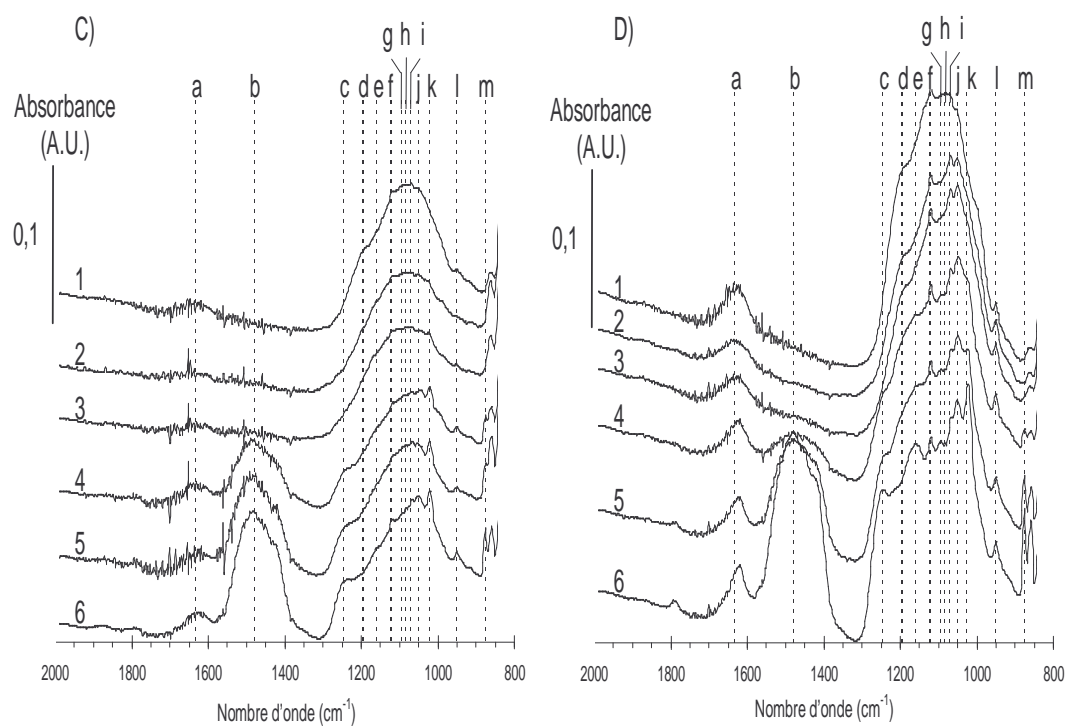 C)
g h i
a b c d e f j k l m
Absorbance
(A.U.)
0,1
1
2
3
4
5
6
2000 1800 1600 1400 1200 1000 800
Nombre d'onde (cm-1)
D)
g h i
a b c d e f j k l m
Absorbance
(A.U.)
0,1
1
2
3
4
5
6
2000 1800 1600 1400 1200 1000 800
Nombre d'onde (cm-1)